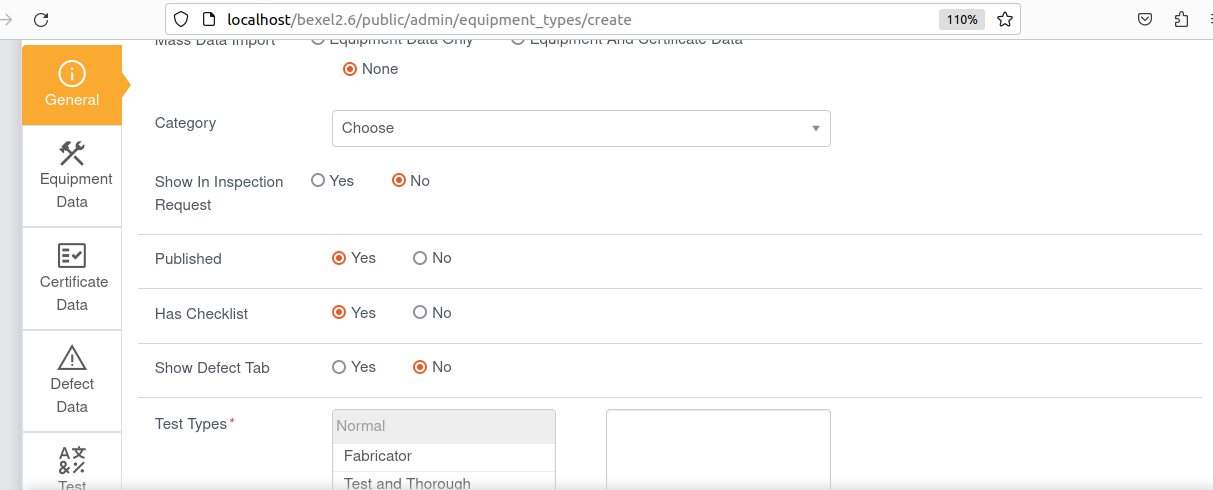 localhost/bexel2.6/public/admin/equipment_types/create
110%
Mass Data Import
Equipment Data Only
Equipment And Certificate Data
None
General
Category
Choose
Equipment
Data
Show In Inspection
Request
Yes
No
Published
Yes
No
Certificate
Data
Has Checklist
Yes
No
Show Defect Tab
Yes
No
Defect
Data
Test Types*
Normal
Fabricator
Test and Thorough
A文
&%
Test